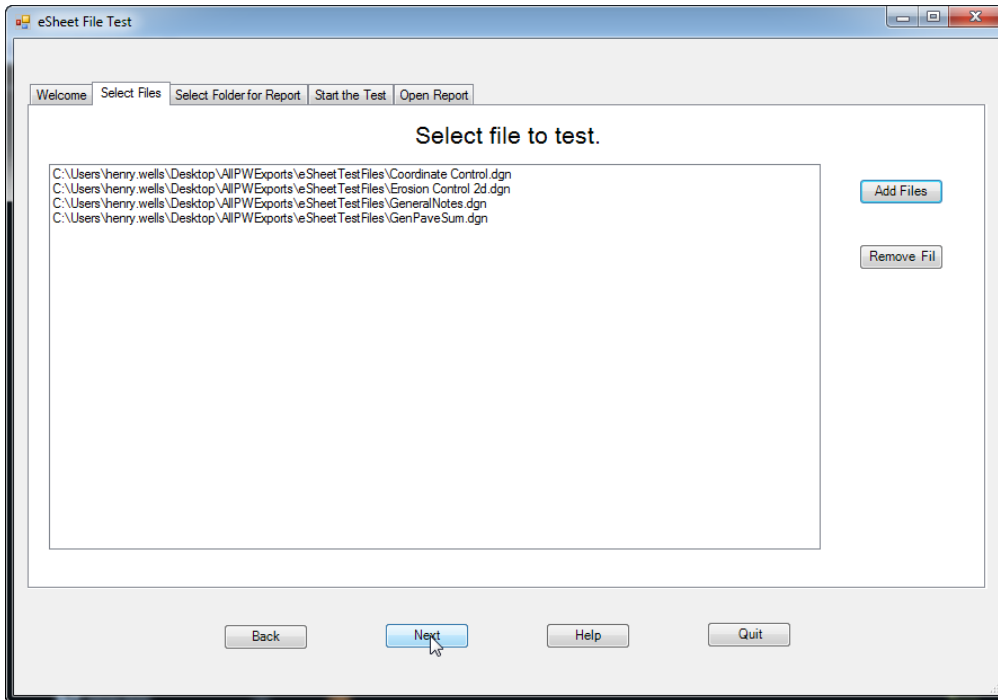 eSheet File Test
Welcome Select Files Select Folder for Report Start the Test Open Report
Select file to test.
C:\Users\henry.wells\Desktop\AllPWExports\eSheetTestFiles\Coordinate Control.dgn
C:\Users\henry.wells\Desktop\AllPWExports\eSheetTestFiles\Erosion Control 2d.dgn
C:\Users\henry.wells\Desktop\AllPWExports\eSheetTestFiles\GeneralNotes.dgn
C:\Users\henry.wells\Desktop\AllPWExports\eSheetTestFiles\GenPaveSum.dgn
Add Files
Remove Fil
Back Next Help Quit